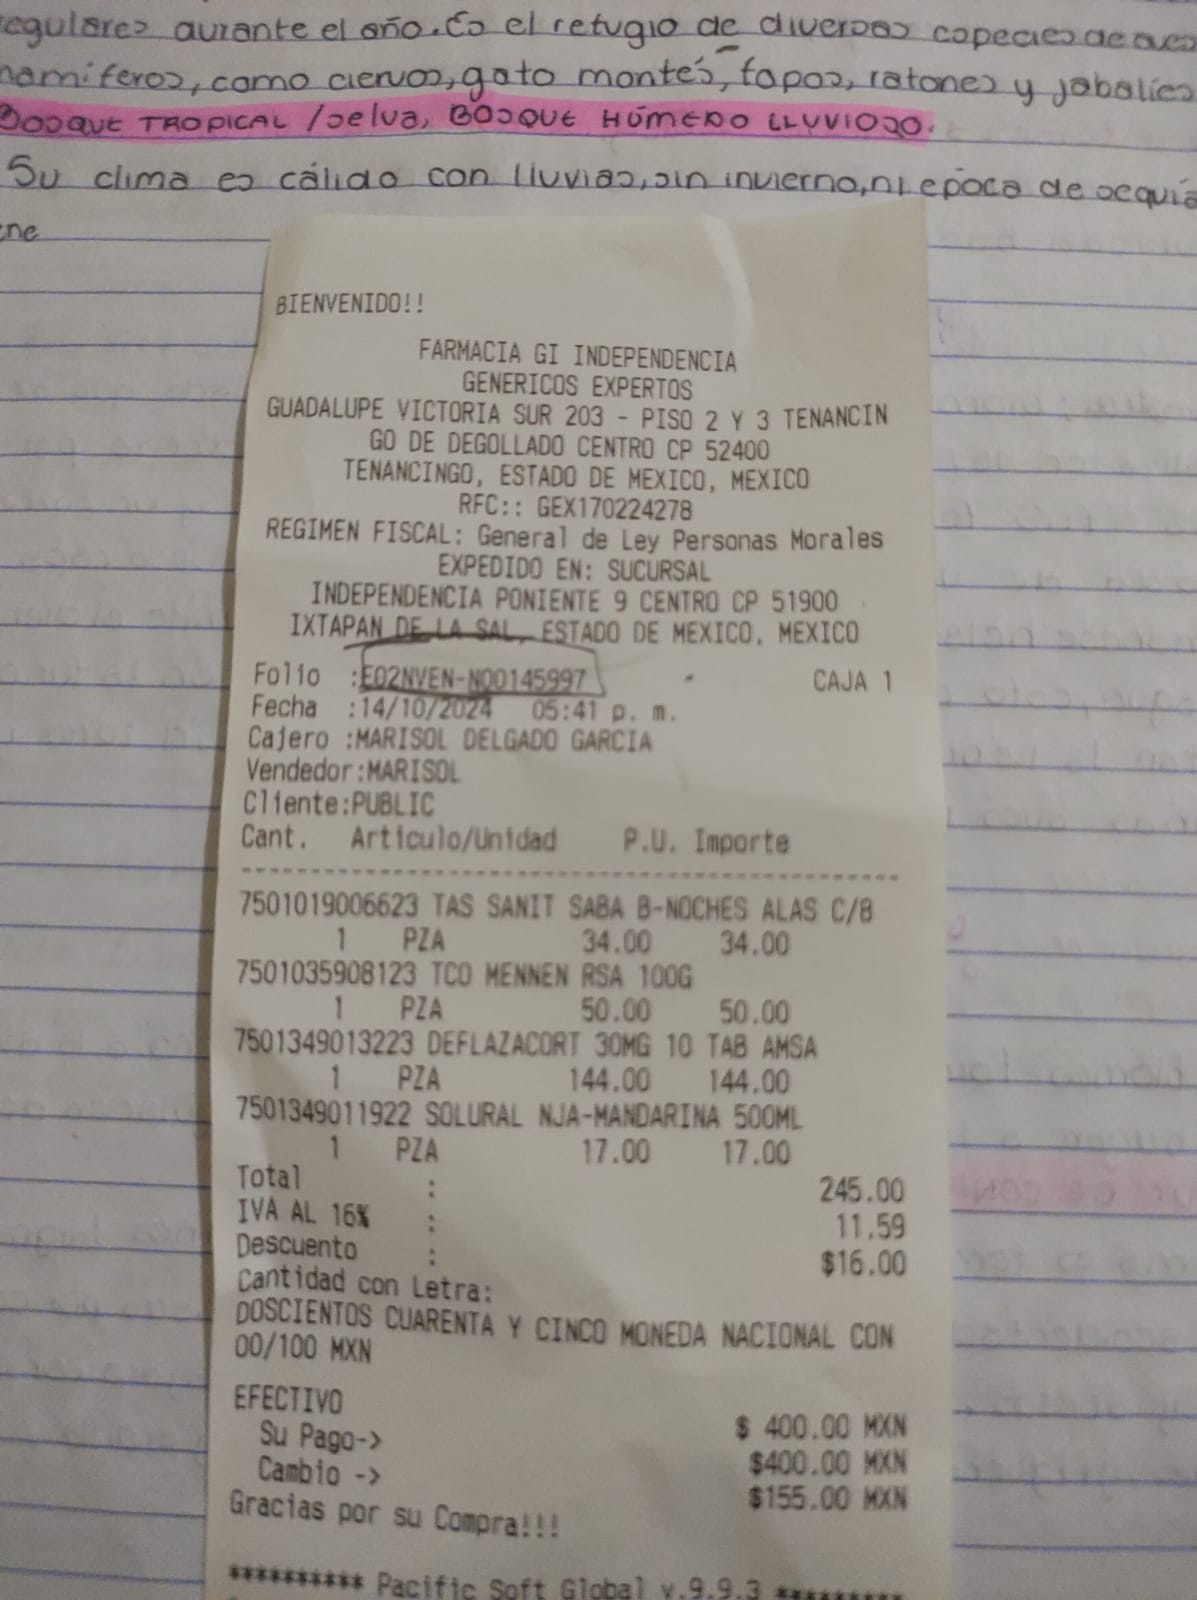 regulares durante el año. Es el refugio de diversas especies de aves
mamíferos, como ciervos, gato montés, topos, ratones y jabalíes
BOSQUE TROPICAL /selva, BOSQUE HÚMEDO LLUVIOSO.
Su clima es cálido con lluvias, sin invierno, ni epoca de sequía
ne
BIENVENIDO!!
FARMACIA GI INDEPENDENCIA
GENERICOS EXPERTOS
GUADALUPE VICTORIA SUR 203 - PISO 2 Y 3 TENANCIN
GO DE DEGOLLADO CENTRO CP 52400
TENANCINGO, ESTADO DE MEXICO, MEXICO
RFC:: GEX170224278
REGIMEN FISCAL: General de Ley Personas Morales
EXPEDIDO EN: SUCURSAL
INDEPENDENCIA PONIENTE 9 CENTRO CP 51900
IXTAPAN DE LA SAL, ESTADO DE MEXICO, MEXICO
Folio :E02NVEN-N00145997 CAJA 1
Fecha :14/10/2024 05:41 p. m.
Cajero :MARISOL DELGADO GARCIA
Vendedor:MARISOL
Cliente:PUBLIC
Cant. Articulo/Unidad P.U. Importe
7501019006623 TAS SANIT SABA B-NOCHES ALAS C/8
1 PZA 34.00 34.00
7501035908123 TCO MENNEN RSA 100G
1 PZA 50.00 50.00
7501349013223 DEFLAZACORT 30MG 10 TAB AMSA
1 PZA 144.00 144.00
7501349011922 SOLURAL NJA-MANDARINA 500ML
1 PZA 17.00 17.00
Total : 245.00
IVA AL 16% : 11.59
Descuento : $16.00
Cantidad con Letra:
DOSCIENTOS CUARENTA Y CINCO MONEDA NACIONAL CON
00/100 MXN
EFECTIVO $ 400.00 MXN
Su Pago-> $400.00 MXN
Cambio -> $155.00 MXN
Gracias por su Compra!!!
********** Pacific Soft Global v.9.9.3 *********